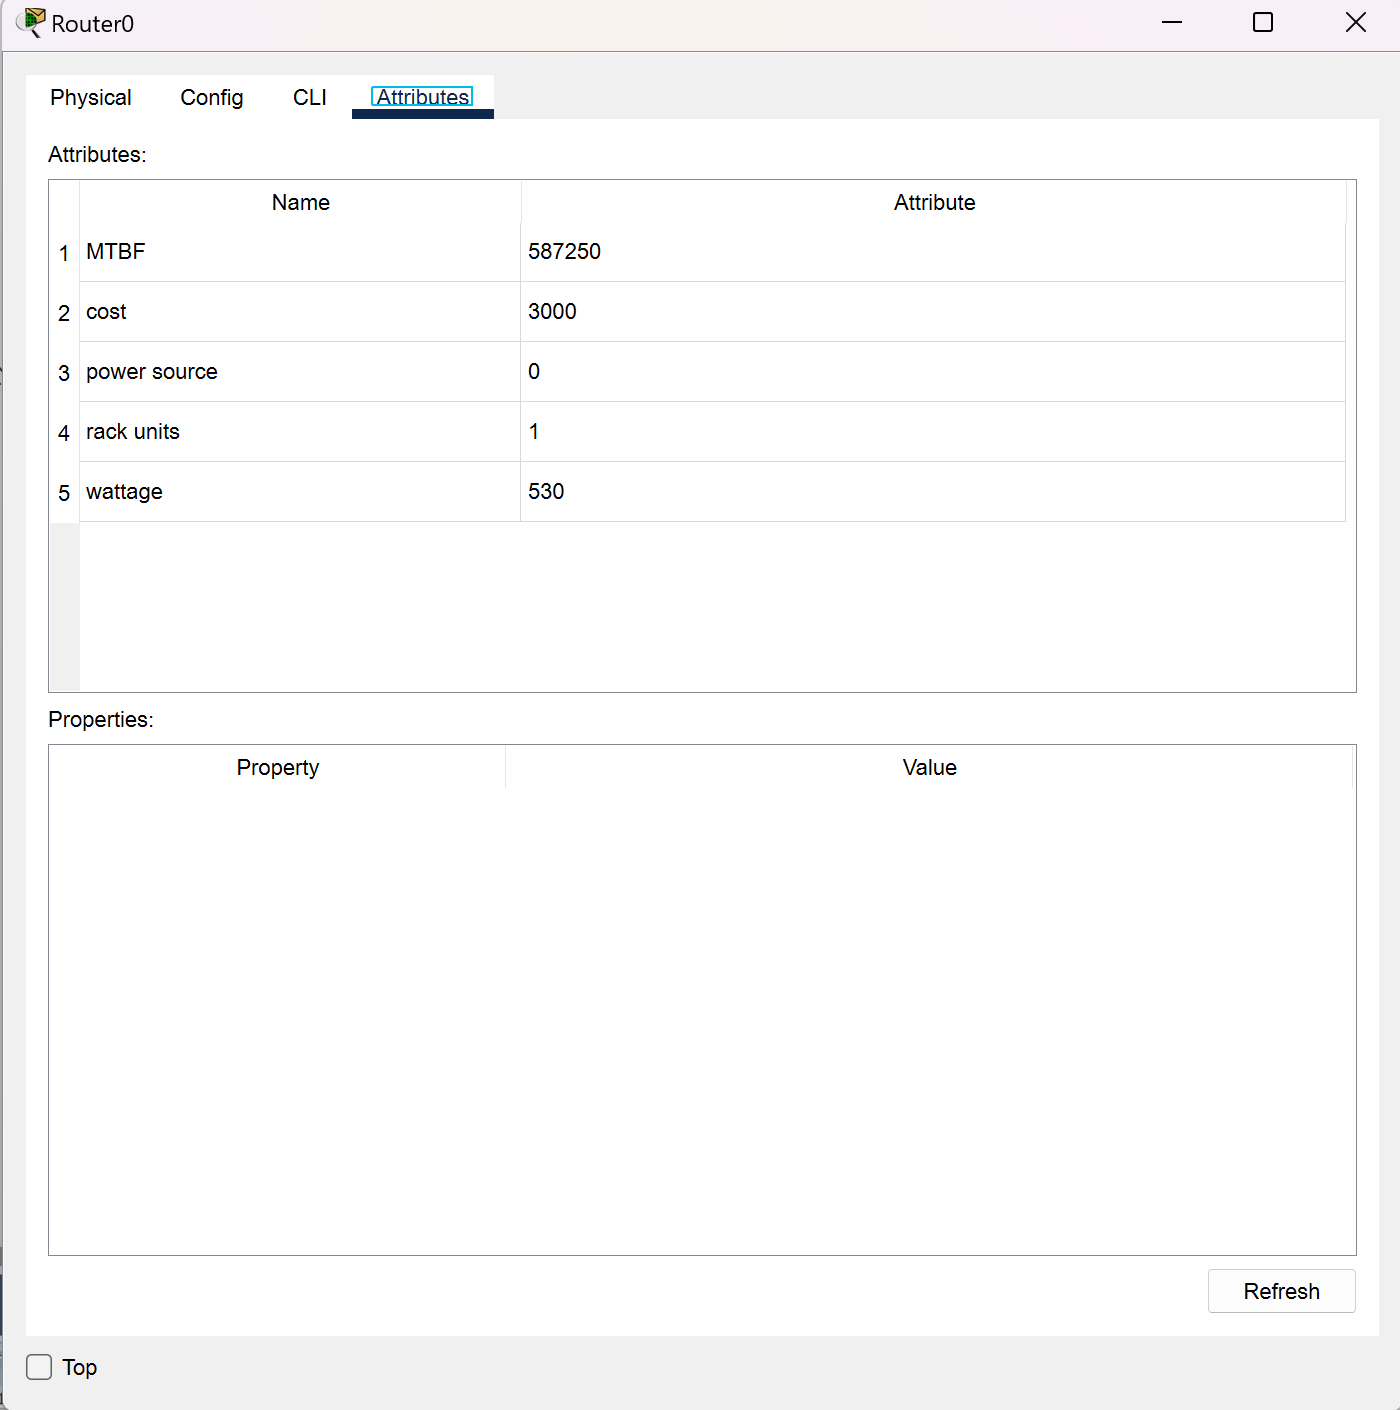 Router0
Physical Config CLI Attributes
Attributes:
Name Attribute
1 MTBF 587250
2 cost 3000
3 power source 0
4 rack units 1
5 wattage 530
Properties:
Property Value
Refresh
Top